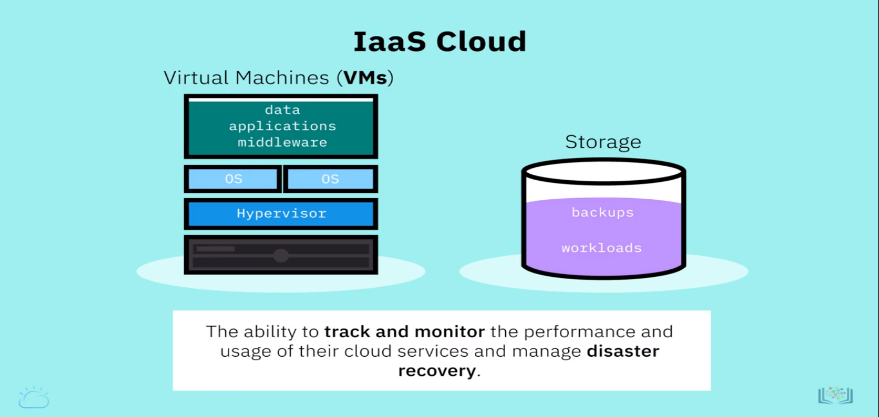 IaaS Cloud
Virtual Machines (VMs)
data
applications
middleware
OS OS
Hypervisor
Storage
backups
workloads
The ability to track and monitor the performance and
usage of their cloud services and manage disaster
recovery.